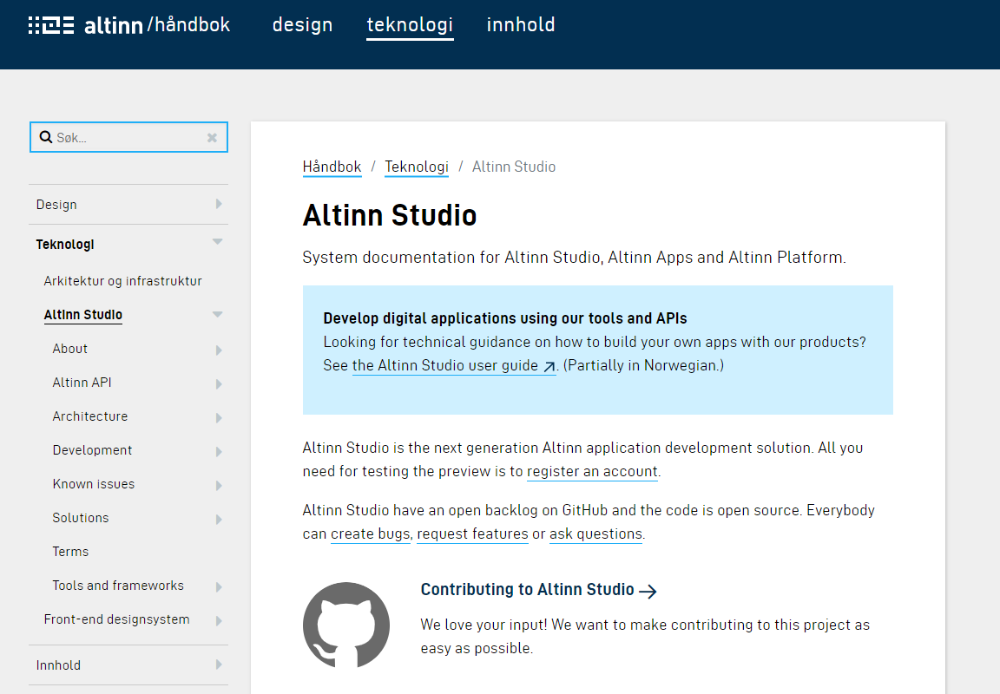 altinn /håndbok design teknologi innhold
Søk...
Design
Teknologi
Arkitektur og infrastruktur
Altinn Studio
About
Altinn API
Architecture
Development
Known issues
Solutions
Terms
Tools and frameworks
Front-end designsystem
Innhold
Håndbok / Teknologi / Altinn Studio
Altinn Studio
System documentation for Altinn Studio, Altinn Apps and Altinn Platform.
Develop digital applications using our tools and APIs
Looking for technical guidance on how to build your own apps with our products?
See the Altinn Studio user guide. (Partially in Norwegian.)
Altinn Studio is the next generation Altinn application development solution. All you
need for testing the preview is to register an account.
Altinn Studio have an open backlog on GitHub and the code is open source. Everybody
can create bugs, request features or ask questions.
Contributing to Altinn Studio
We love your input! We want to make contributing to this project as
easy as possible.